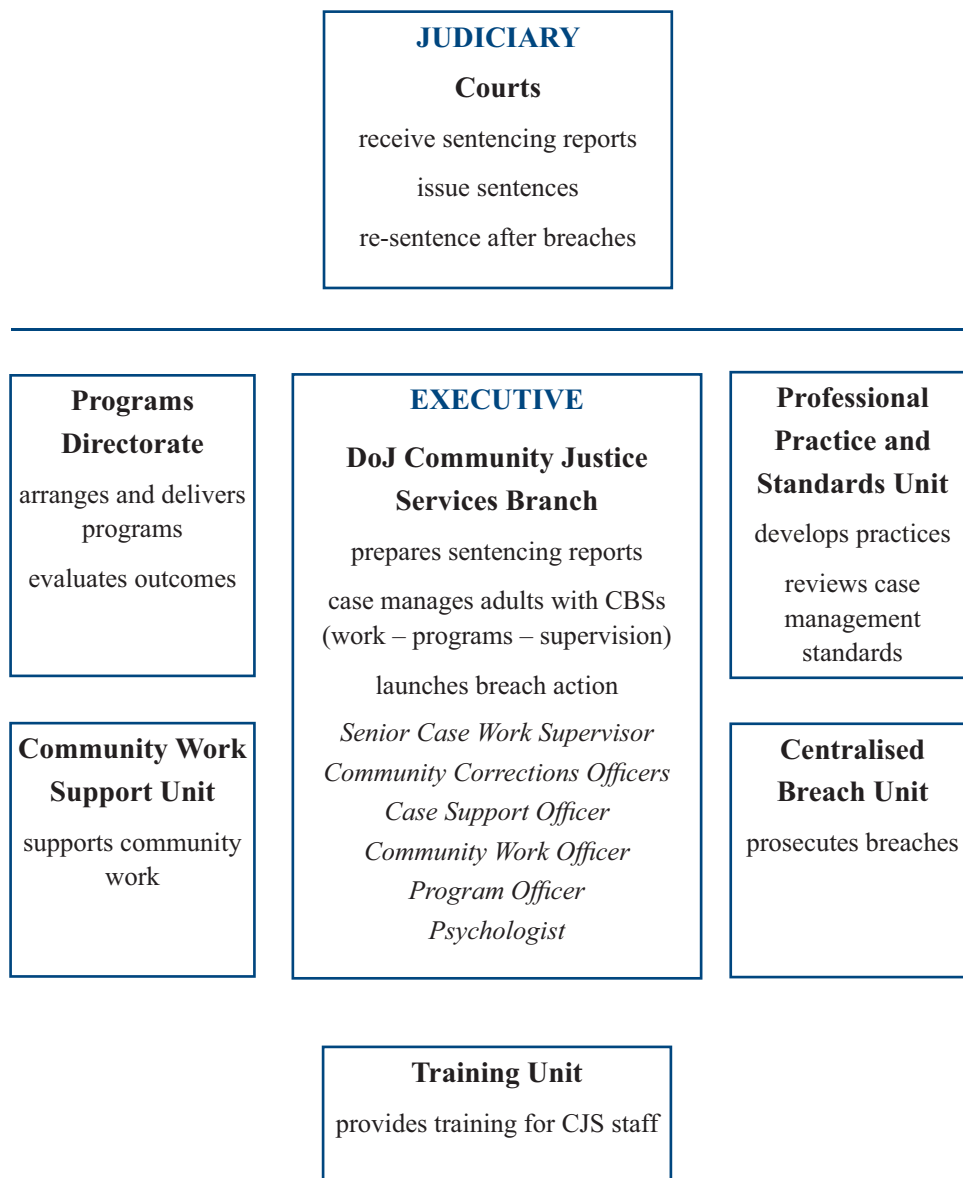 JUDICIARY
Courts
receive sentencing reports
issue sentences
re-sentence after breaches
Programs
Directorate
arranges and delivers
programs
evaluates outcomes
Community Work
Support Unit
supports community
work
EXECUTIVE
DoJ Community Justice
Services Branch
prepares sentencing reports
case manages adults with CBSs
(work – programs – supervision)
launches breach action
Senior Case Work Supervisor
Community Corrections Officers
Case Support Officer
Community Work Officer
Program Officer
Psychologist
Professional
Practice and
Standards Unit
develops practices
reviews case
management
standards
Centralised
Breach Unit
prosecutes breaches
Training Unit
provides training for CJS staff